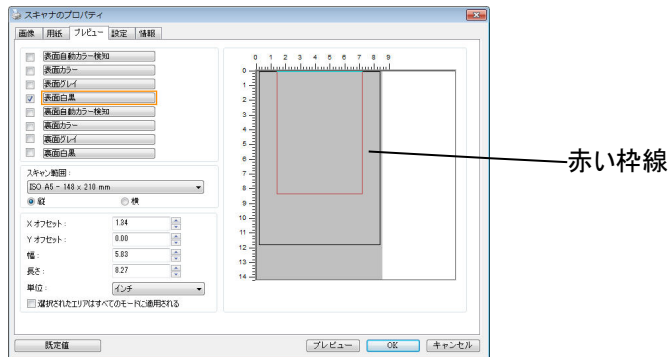 スキャナのプロパティ
画像 用紙 プレビュー 設定 情報
表面自動カラー検知
表面カラー
表面グレイ
表面白黒
裏面自動カラー検知
裏面カラー
裏面グレイ
裏面白黒
スキャン範囲:
ISO A5 - 148 x 210 mm
縦 横
X オフセット: 1.34
Y オフセット: 0.00
幅: 5.83
長さ: 8.27
単位: インチ
選択されたエリアはすべてのモードに適用される
0 1 2 3 4 5 6 7 8 9
0
1
2
3
4
5
6
7
8
9
10
11
12
13
14
赤い枠線
既定値 プレビュー OK キャンセル